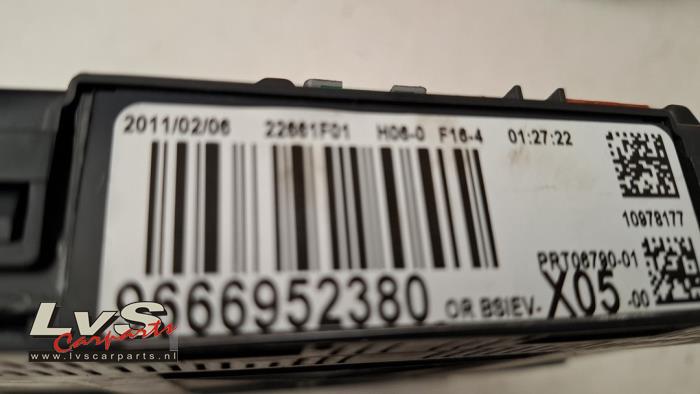 2011/02/06 22661F01 H06-0 F16-4 01:27:22
10978177
PRT06790-01
9666952380 OR BSIEV- X05 -00
LvS
Carparts
www.lvscarparts.nl